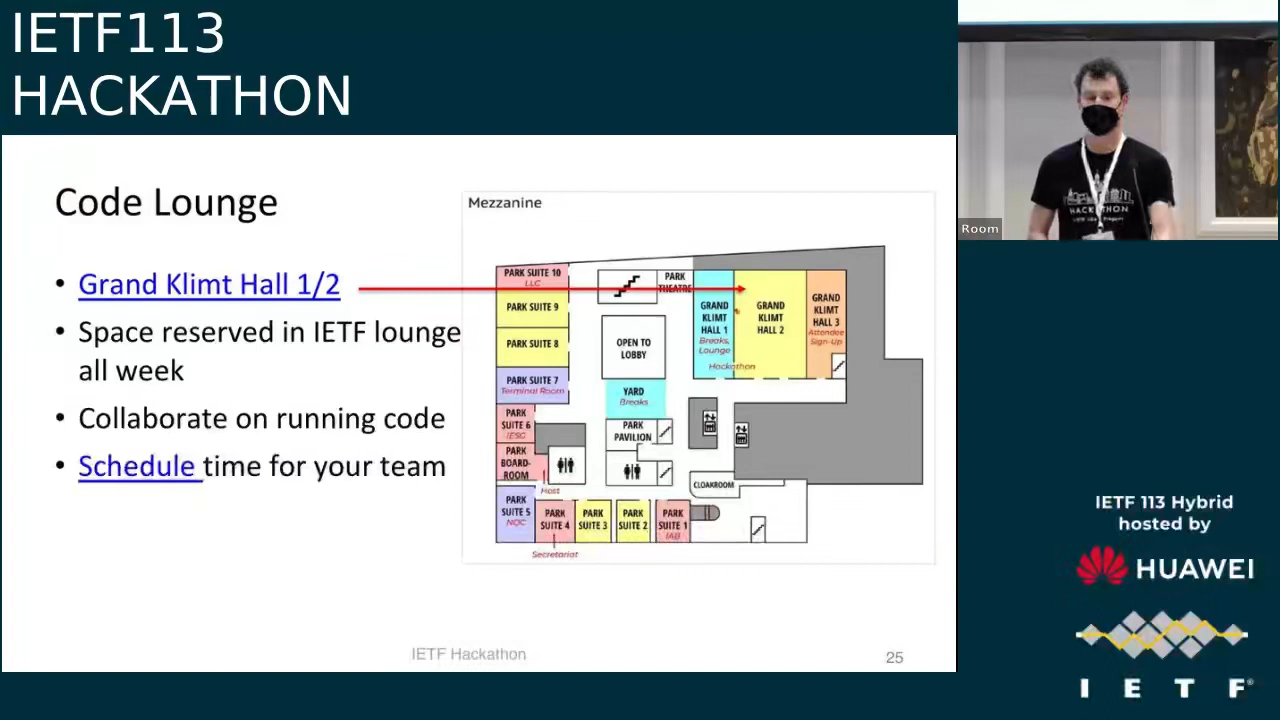 IETF113
HACKATHON
Code Lounge
• Grand Klimt Hall 1/2
• Space reserved in IETF lounge
all week
• Collaborate on running code
• Schedule time for your team
Mezzanine
PARK SUITE 10
LLC
PARK SUITE 9
PARK SUITE 8
PARK SUITE 7
Terminal Room
PARK
SUITE 6
IESG
PARK
BOARD-
ROOM
Host
PARK
SUITE 5
NOC
PARK
SUITE 4
Secretariat
PARK
SUITE 3
PARK
SUITE 2
PARK
SUITE 1
IAB
PARK
THEATRE
OPEN TO
LOBBY
YARD
Breaks
PARK
PAVILION
CLOAKROOM
GRAND
KLIMT
HALL 1
Breaks,
Lounge
Hackathon
GRAND
KLIMT
HALL 2
GRAND
KLIMT
HALL 3
Attendee
Sign-Up
IETF Hackathon
25
HACKATHON
Room
IETF 113 Hybrid
hosted by
HUAWEI
I E T F®